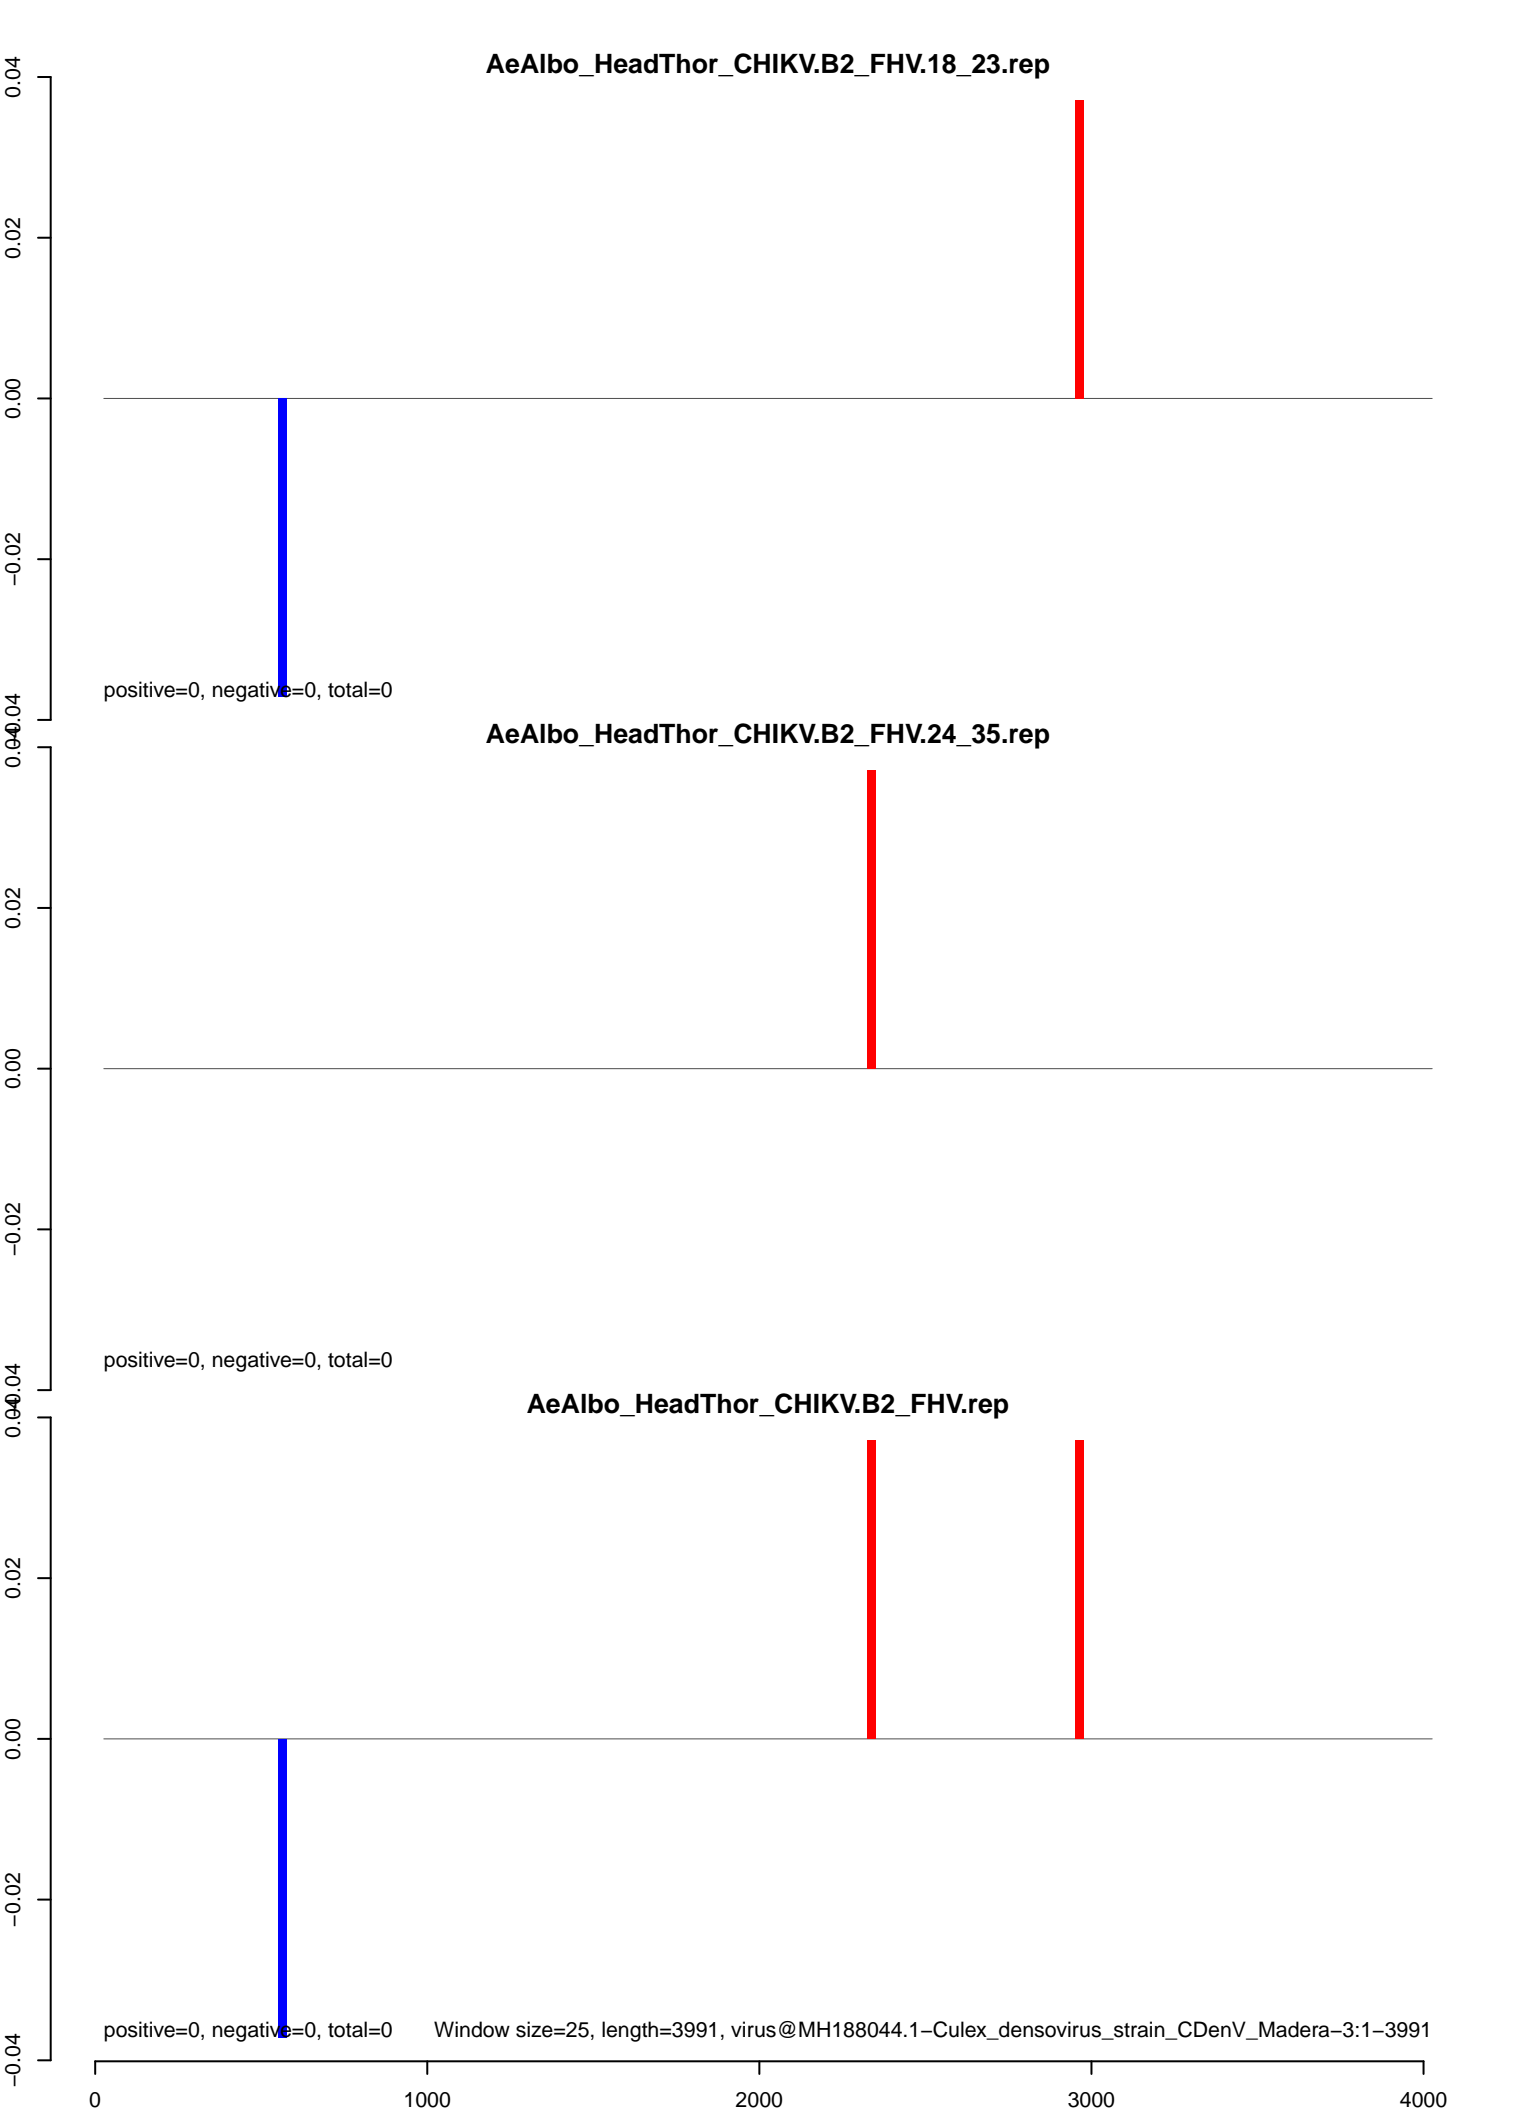 AeAlbo_HeadThor_CHIKV.B2_FHV.18_23.rep
0.04
0.02
0.00
−0.02
−0.04
positive=0, negative=0, total=0
AeAlbo_HeadThor_CHIKV.B2_FHV.24_35.rep
0.04
0.02
0.00
−0.02
−0.04
positive=0, negative=0, total=0
AeAlbo_HeadThor_CHIKV.B2_FHV.rep
0.04
0.02
0.00
−0.02
−0.04
positive=0, negative=0, total=0
Window size=25, length=3991, virus@MH188044.1−Culex_densovirus_strain_CDenV_Madera−3:1−3991
0 1000 2000 3000 4000